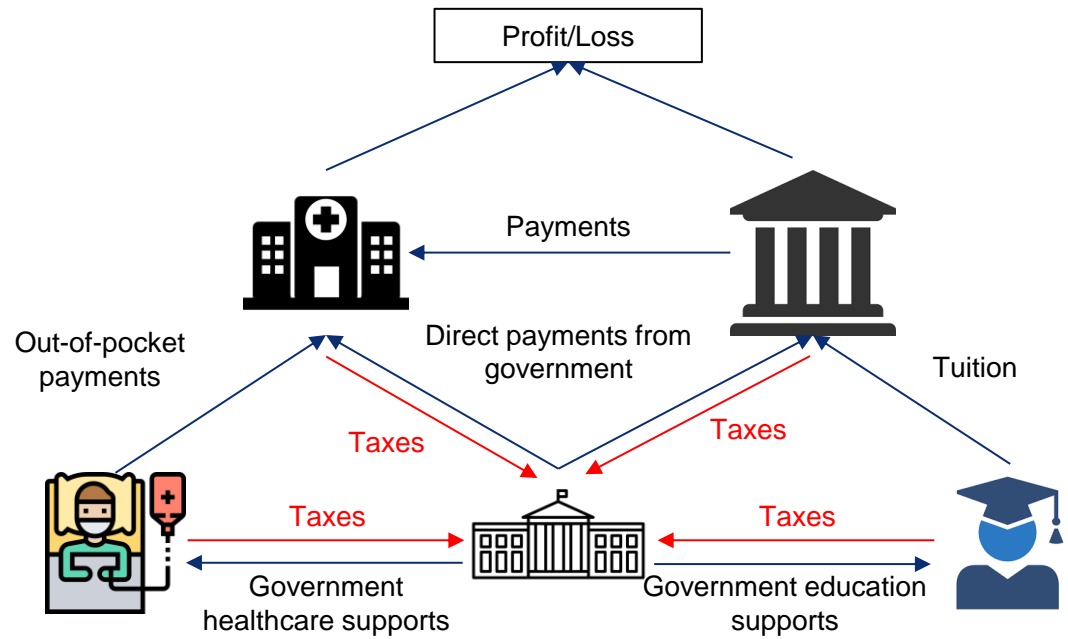 Profit/Loss
Payments
Out-of-pocket
payments
Direct payments from
government
Tuition
Taxes
Taxes
Taxes
Taxes
Government
healthcare supports
Government education
supports